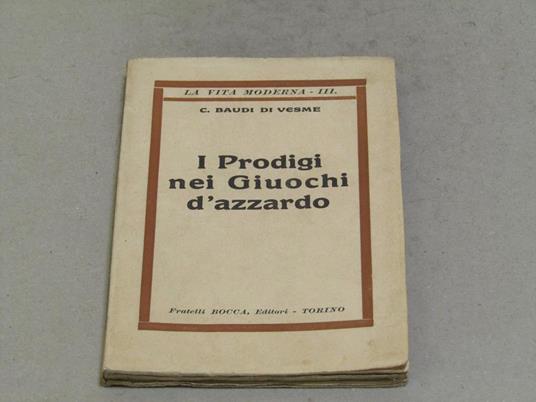 LA VITA MODERNA - III.
C. BAUDI DI VESME
I Prodigi
nei Giuochi
d'azzardo
Fratelli BOCCA, Editori - TORINO